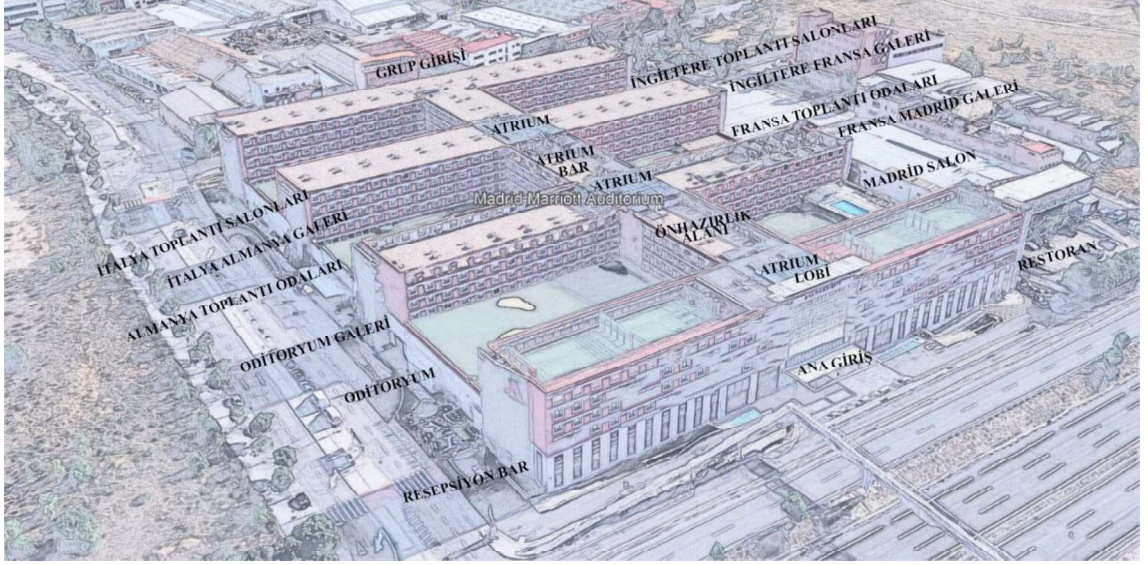 İNGİLTERE TOPLANTI SALONLARI
GRUP GİRİŞİ
İNGİLTERE FRANSA GALERİ
FRANSA TOPLANTI ODALARI
FRANSA MADRİD GALERİ
ATRIUM
ATRIUM
BAR
ATRIUM
MADRİD SALON
Madrid Marriott Auditorium
İTALYA TOPLANTI SALONLARI
İTALYA ALMANYA GALERİ
ÖNHAZIRLIK
ALANI
ATRIUM
LOBİ
RESTORAN
ALMANYA TOPLANTI ODALARI
ODİTORYUM GALERİ
ANA GİRİŞ
ODİTORYUM
RESEPSİYON BAR